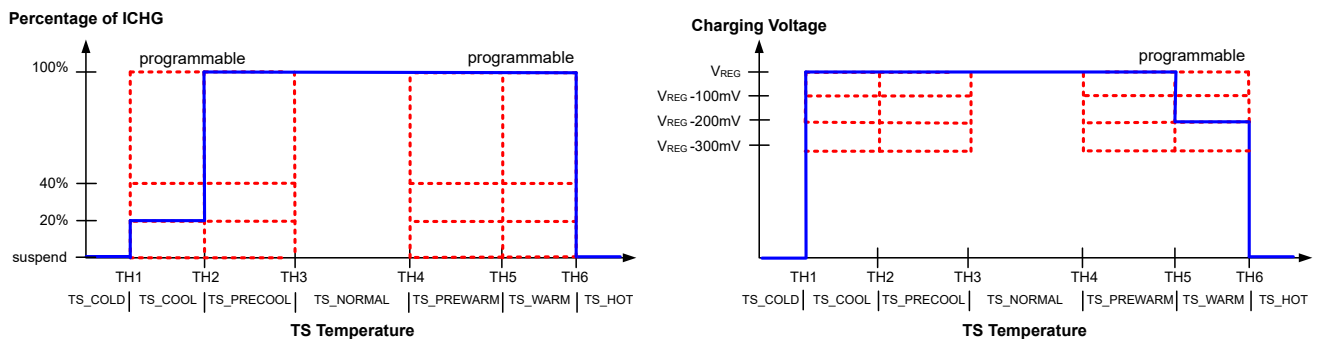 Percentage of ICHG
programmable programmable
100%
40%
20%
suspend
TH1 TH2 TH3 TH4 TH5 TH6
TS_COLD TS_COOL TS_PRECOOL TS_NORMAL TS_PREWARM TS_WARM TS_HOT
TS Temperature
Charging Voltage
programmable
VREG
VREG -100mV
VREG -200mV
VREG -300mV
TH1 TH2 TH3 TH4 TH5 TH6
TS_COLD TS_COOL TS_PRECOOL TS_NORMAL TS_PREWARM TS_WARM TS_HOT
TS Temperature